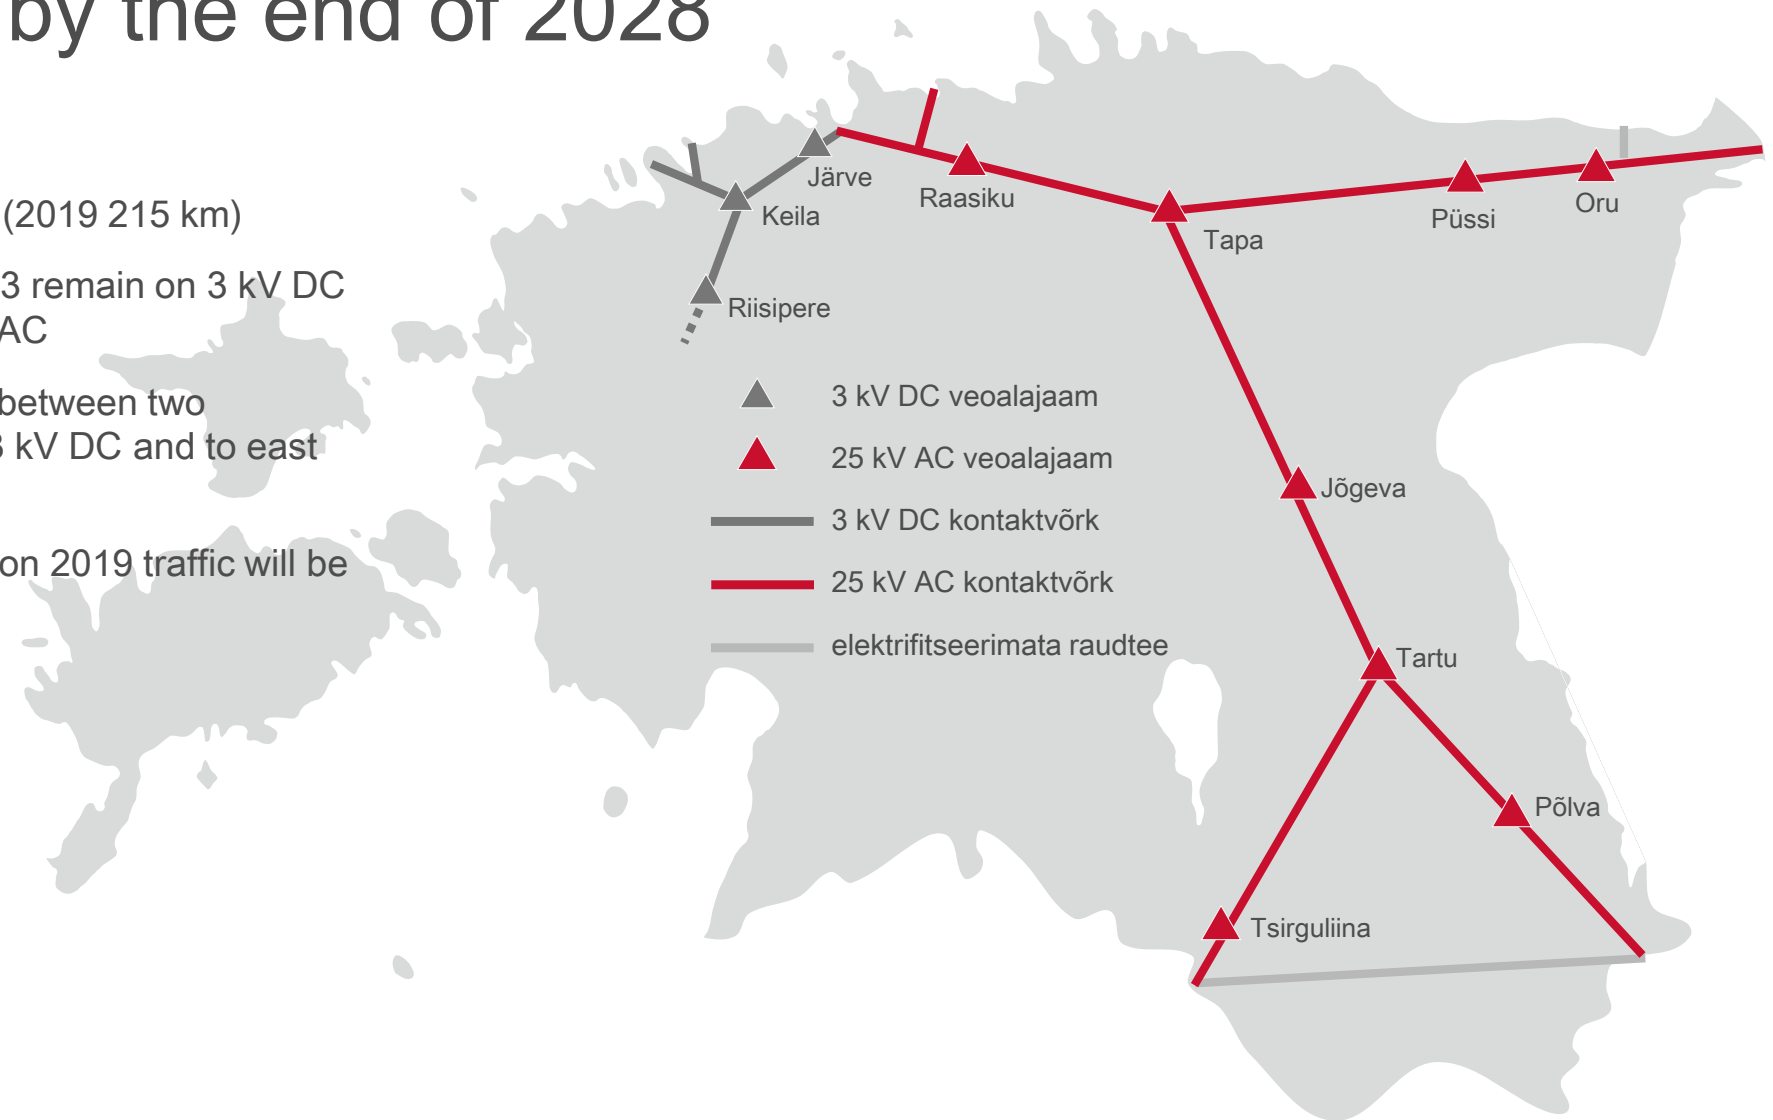 by the end of 2028
(2019 215 km)
3 remain on 3 kV DC
AC
between two
3 kV DC and to east
on 2019 traffic will be
Järve
Keila
Riisipere
Raasiku
Tapa
Püssi
Oru
3 kV DC veoalajaam
25 kV AC veoalajaam
3 kV DC kontaktvõrk
25 kV AC kontaktvõrk
elektrifitseerimata raudtee
Jõgeva
Tartu
Põlva
Tsirguliina